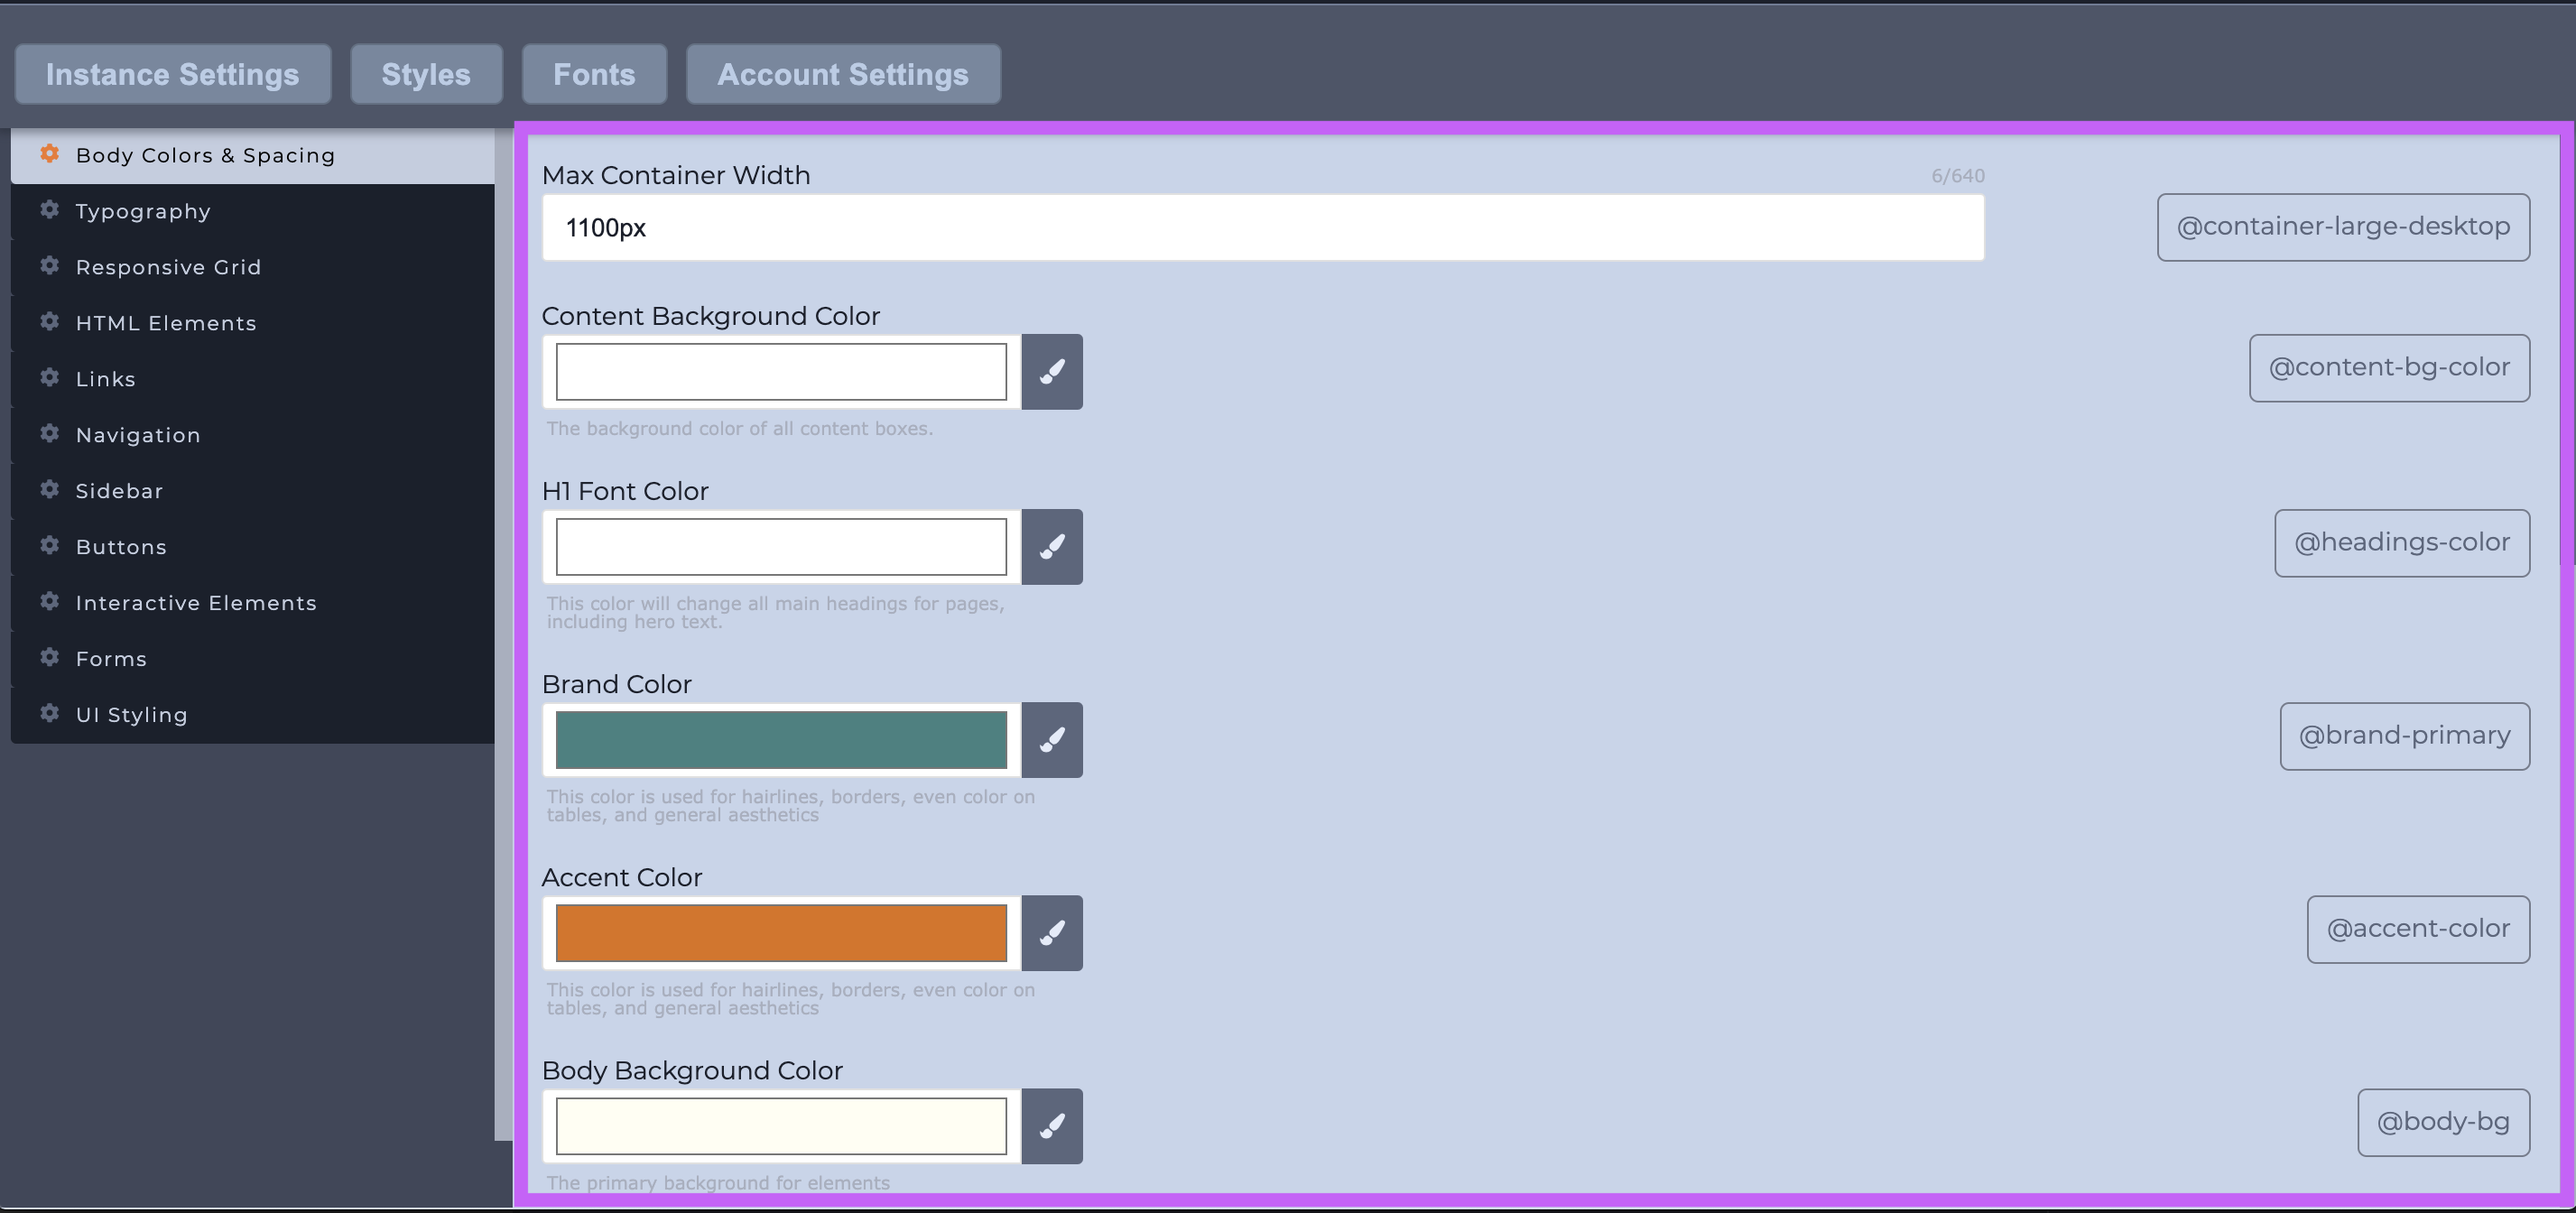 Instance Settings
Styles
Fonts
Account Settings
Body Colors & Spacing
Typography
Responsive Grid
HTML Elements
Links
Navigation
Sidebar
Buttons
Interactive Elements
Forms
UI Styling
Max Container Width
6/640
1100px
@container-large-desktop
Content Background Color
@content-bg-color
The background color of all content boxes.
H1 Font Color
@headings-color
This color will change all main headings for pages,
including hero text.
Brand Color
@brand-primary
This color is used for hairlines, borders, even color on
tables, and general aesthetics
Accent Color
@accent-color
This color is used for hairlines, borders, even color on
tables, and general aesthetics
Body Background Color
@body-bg
The primary background for elements